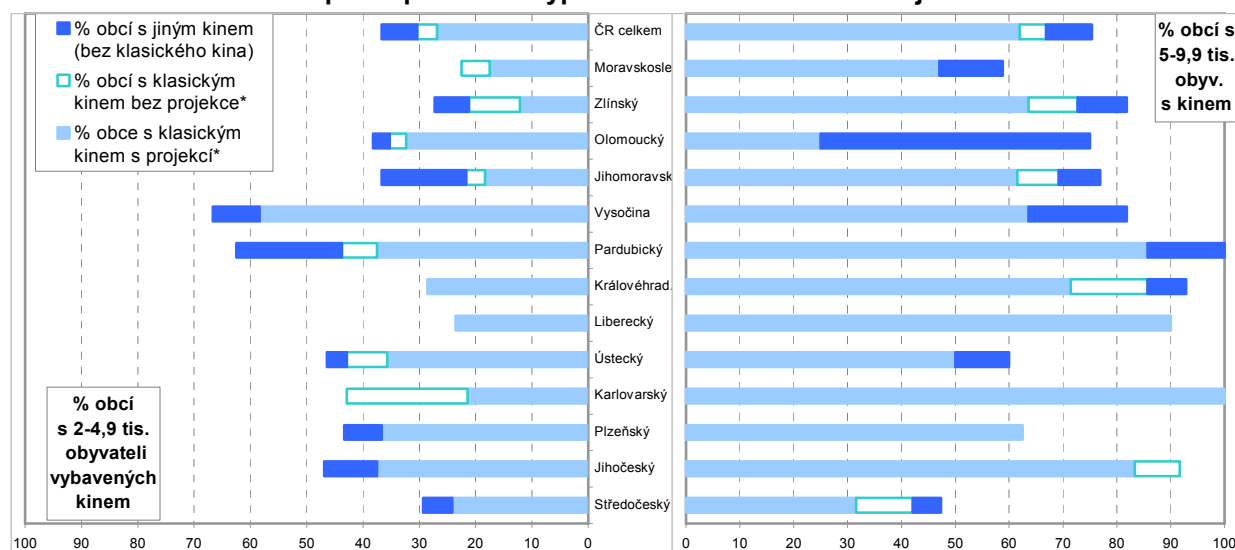 % obcí s jiným kinem
(bez klasického kina)
% obcí s klasickým
kinem bez projekce*
% obce s klasickým
kinem s projekcí*
% obcí s
5-9,9 tis.
obyv.
s kinem
ČR celkem
Moravskosle
Zlínský
Olomoucký
Jihomoravsk
Vysočina
Pardubický
Královéhrad.
Liberecký
Ústecký
Karlovarský
Plzeňský
Jihočeský
Středočeský
% obcí
s 2-4,9 tis.
obyvateli
vybavených
kinem
100 90 80 70 60 50 40 30 20 10 0
0 10 20 30 40 50 60 70 80 90 100